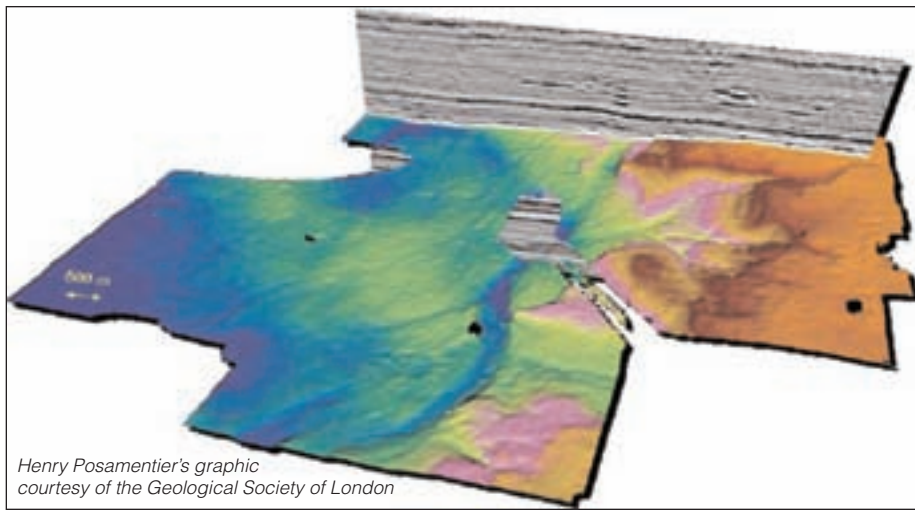 500 m
Henry Posamentier's graphic
courtesy of the Geological Society of London